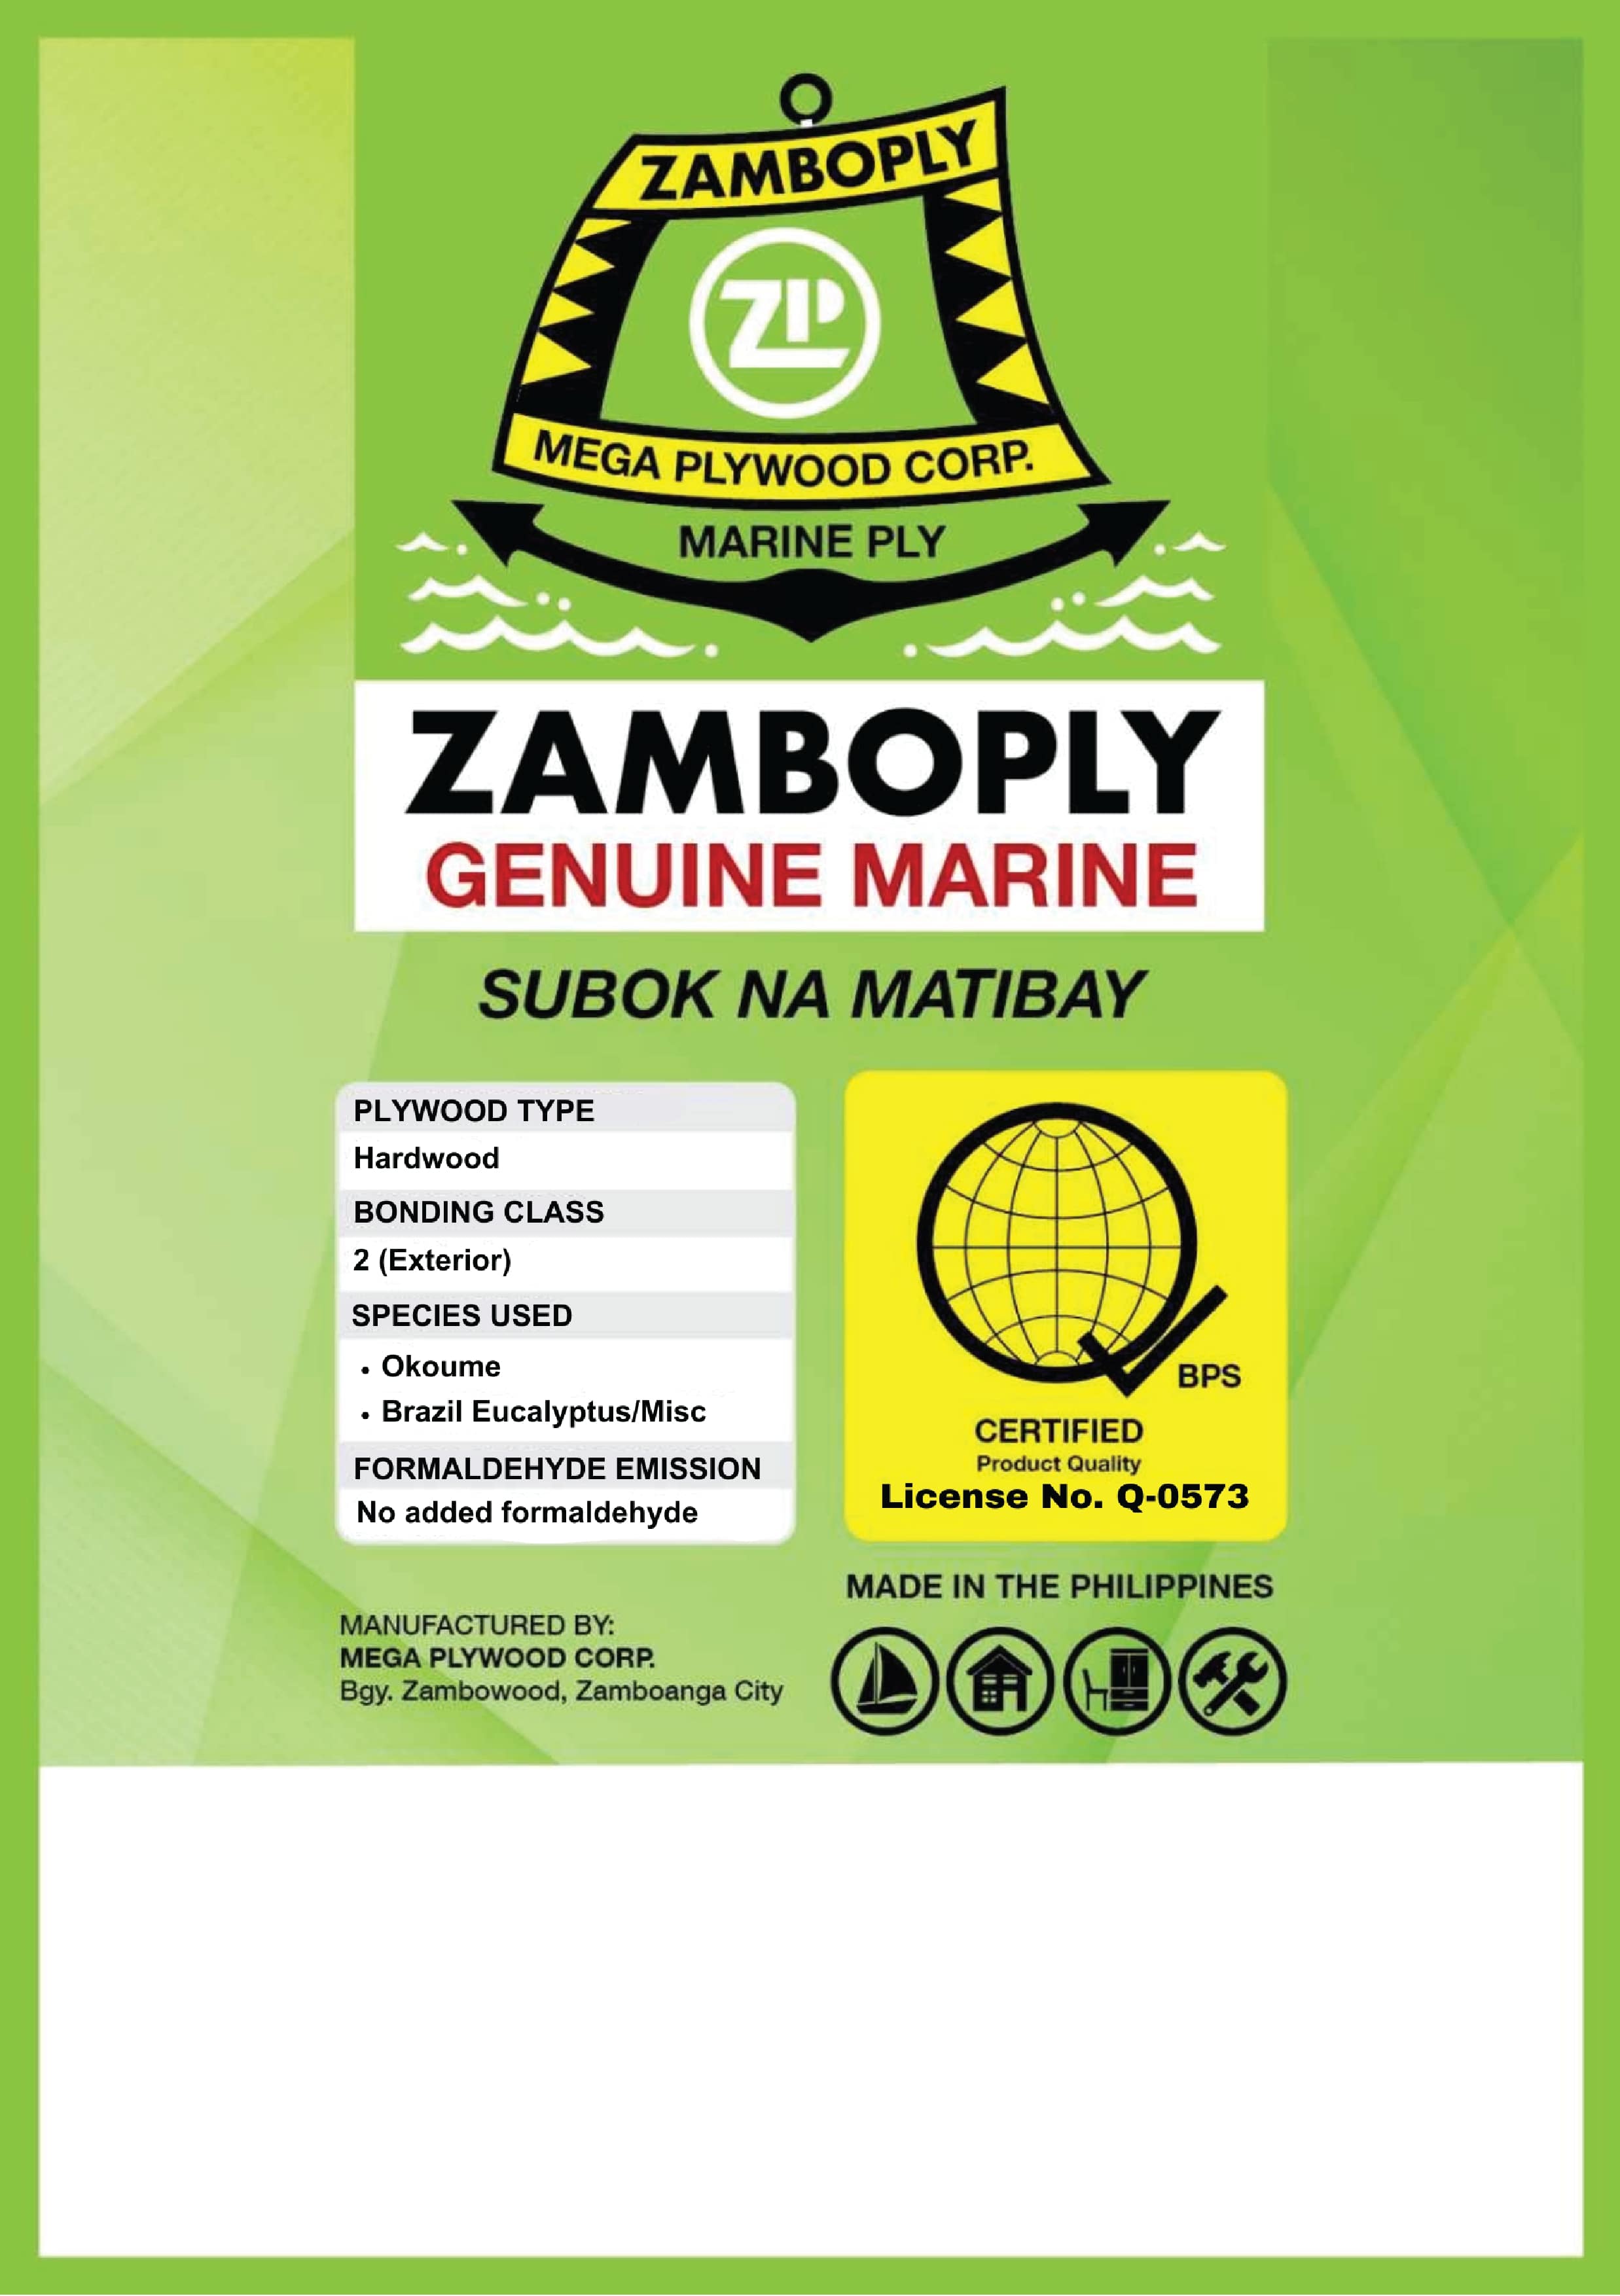 ZAMBOPLY
ZP
MEGA PLYWOOD CORP.
MARINE PLY
ZAMBOPLY
GENUINE MARINE
SUBOK NA MATIBAY
PLYWOOD TYPE
Hardwood
BONDING CLASS
2 (Exterior)
SPECIES USED
• Okoume
• Brazil Eucalyptus/Misc
FORMALDEHYDE EMISSION
No added formaldehyde
BPS
CERTIFIED
Product Quality
License No. Q-0573
MADE IN THE PHILIPPINES
MANUFACTURED BY:
MEGA PLYWOOD CORP.
Bgy. Zambowood, Zamboanga City